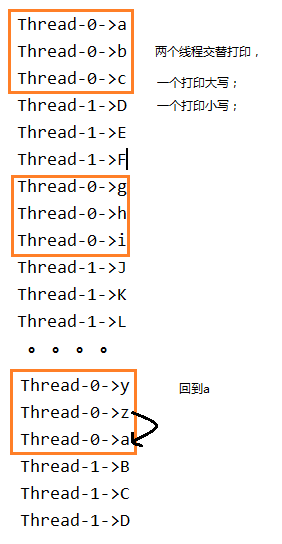 Thread-0->a
Thread-0->b
两个线程交替打印，
Thread-0->c
一个打印大写；
Thread-1->D
一个打印小写；
Thread-1->E
Thread-1->F
Thread-0->g
Thread-0->h
Thread-0->i
Thread-1->J
Thread-1->K
Thread-1->L
。。。。
Thread-0->y
回到a
Thread-0->z
Thread-0->a
Thread-1->B
Thread-1->C
Thread-1->D